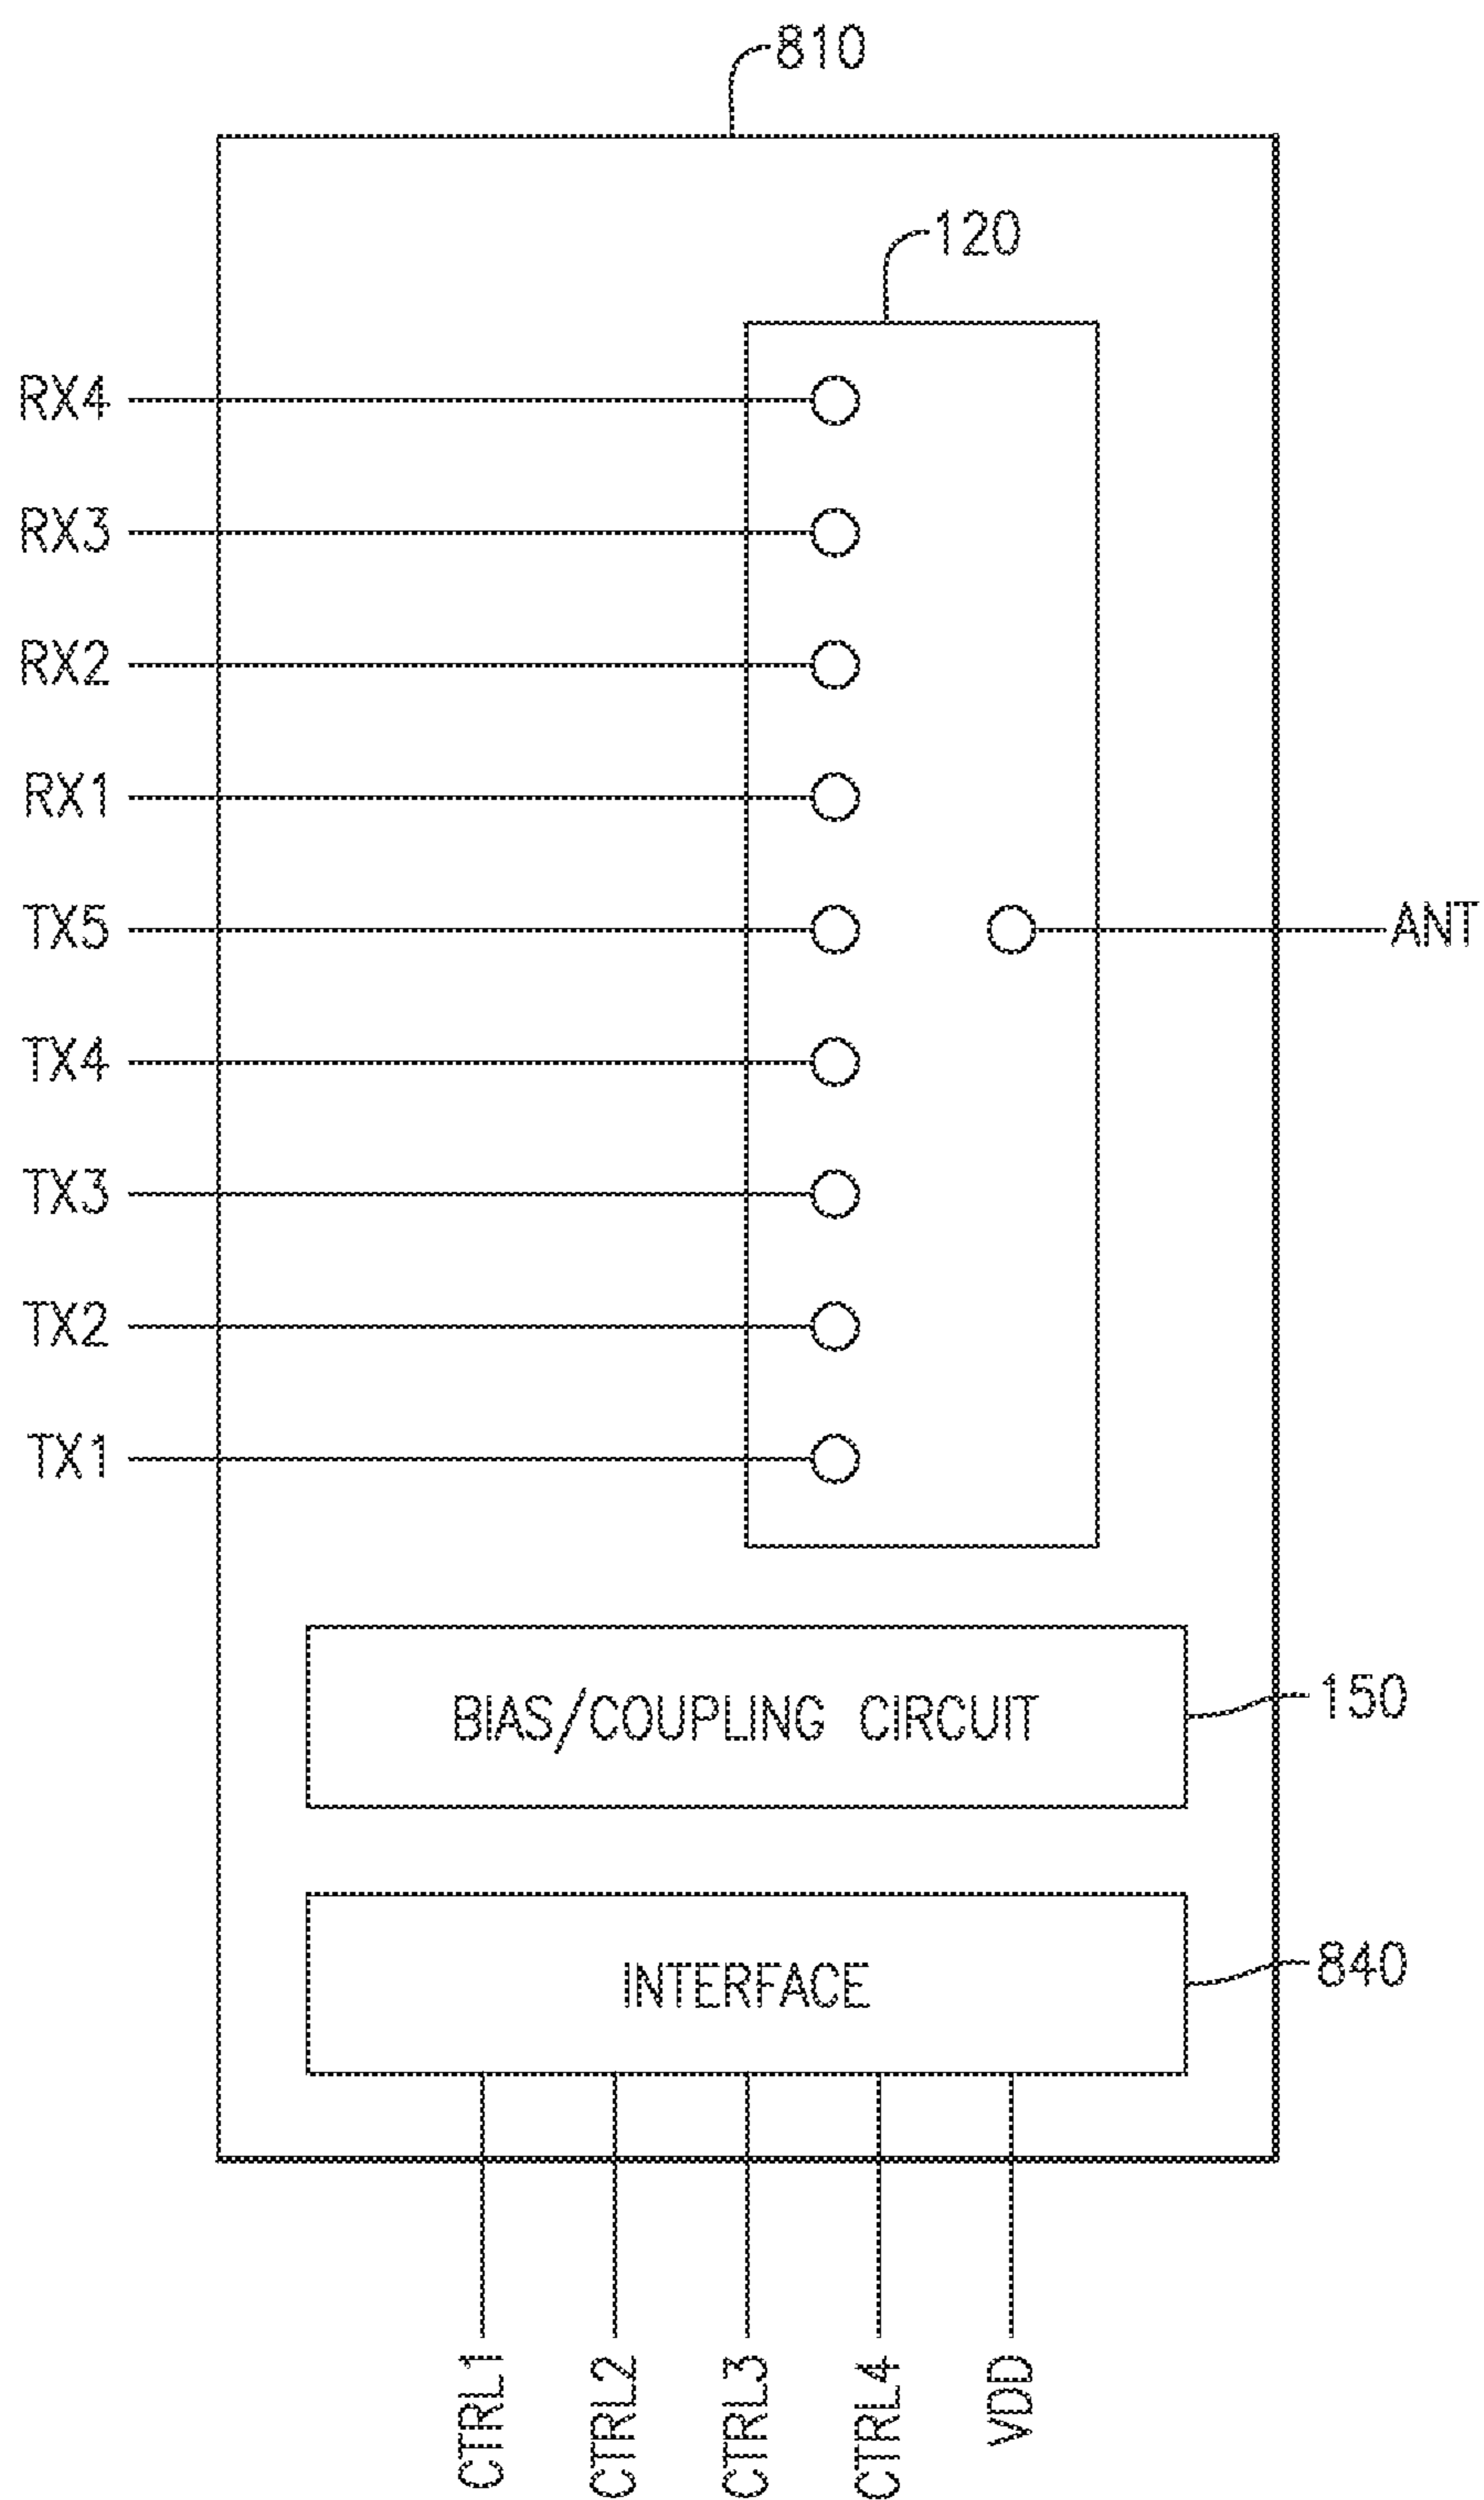 810
120
RX4
RX3
RX2
RX1
TX5
ANT
TX4
TX3
TX2
TX1
BIAS/COUPLING CIRCUIT
150
INTERFACE
840
CTRL1
CTRL2
CTRL3
CTRL4
VDD